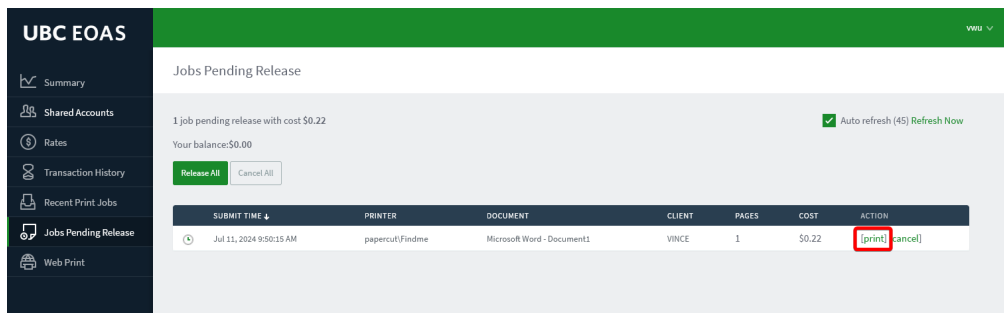 UBC EOAS
vwu
Summary
Shared Accounts
Rates
Transaction History
Recent Print Jobs
Jobs Pending Release
Web Print
Jobs Pending Release
1 job pending release with cost $0.22
Auto refresh (45) Refresh Now
Your balance:$0.00
Release All Cancel All
SUBMIT TIME PRINTER DOCUMENT CLIENT PAGES COST ACTION
Jul 11, 2024 9:50:15 AM papercut\Findme Microsoft Word - Document1 VINCE 1 $0.22 [print] cancel]